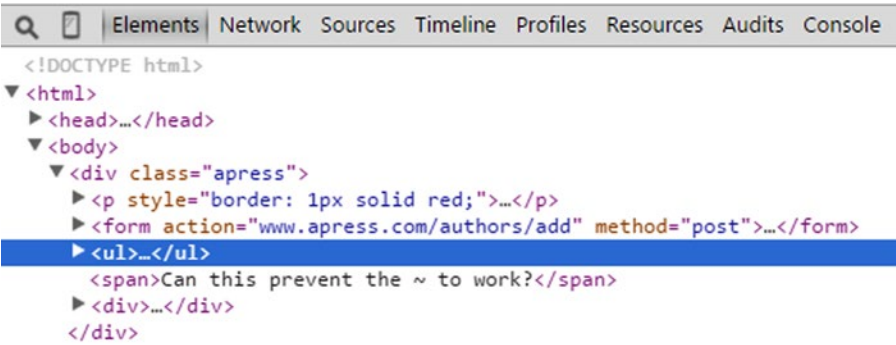 Elements Network Sources Timeline Profiles Resources Audits Console
<!DOCTYPE html>
<html>
<head>…</head>
<body>
<div class="apress">
<p style="border: 1px solid red;">…</p>
<form action="www.apress.com/authors/add" method="post">…</form>
<ul>…</ul>
<span>Can this prevent the ~ to work?</span>
<div>…</div>
</div>